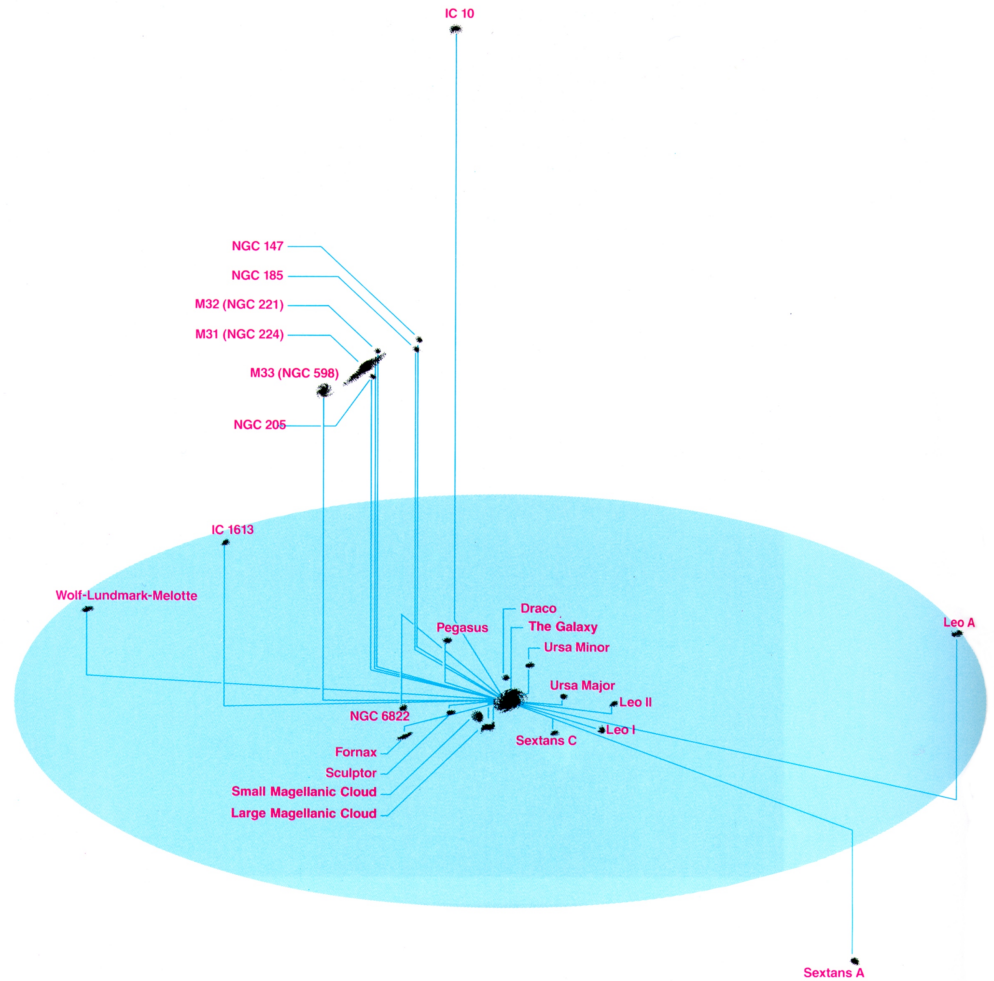 IC 10
NGC 147
NGC 185
M32 (NGC 221)
M31 (NGC 224)
M33 (NGC 598)
NGC 205
IC 1613
Wolf-Lundmark-Melotte
Draco
Pegasus
The Galaxy
Leo A
Ursa Minor
Ursa Major
Leo II
NGC 6822
Leo I
Sextans C
Fornax
Sculptor
Small Magellanic Cloud
Large Magellanic Cloud
Sextans A